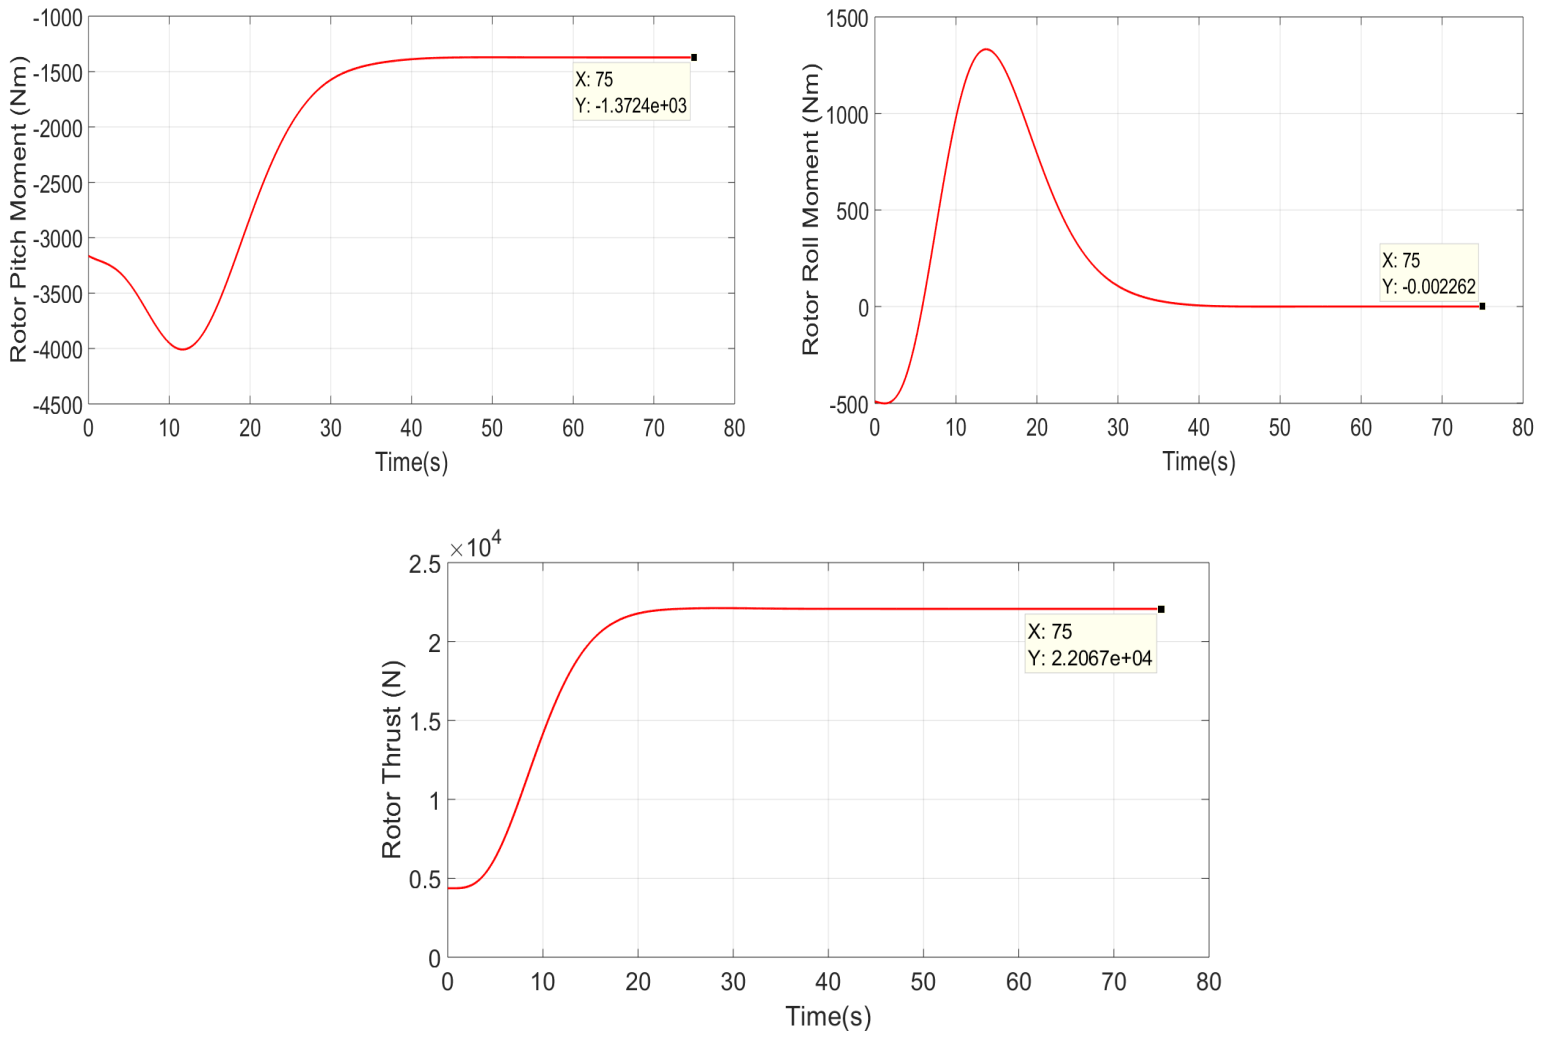 Rotor Pitch Moment (Nm)
-1000
-1500
-2000
-2500
-3000
-3500
-4000
-4500
0 10 20 30 40 50 60 70 80
Time(s)
X: 75
Y: -1.3724e+03
Rotor Roll Moment (Nm)
1500
1000
500
0
-500
0 10 20 30 40 50 60 70 80
Time(s)
X: 75
Y: -0.002262
×10^4
Rotor Thrust (N)
2.5
2
1.5
1
0.5
0
0 10 20 30 40 50 60 70 80
Time(s)
X: 75
Y: 2.2067e+04